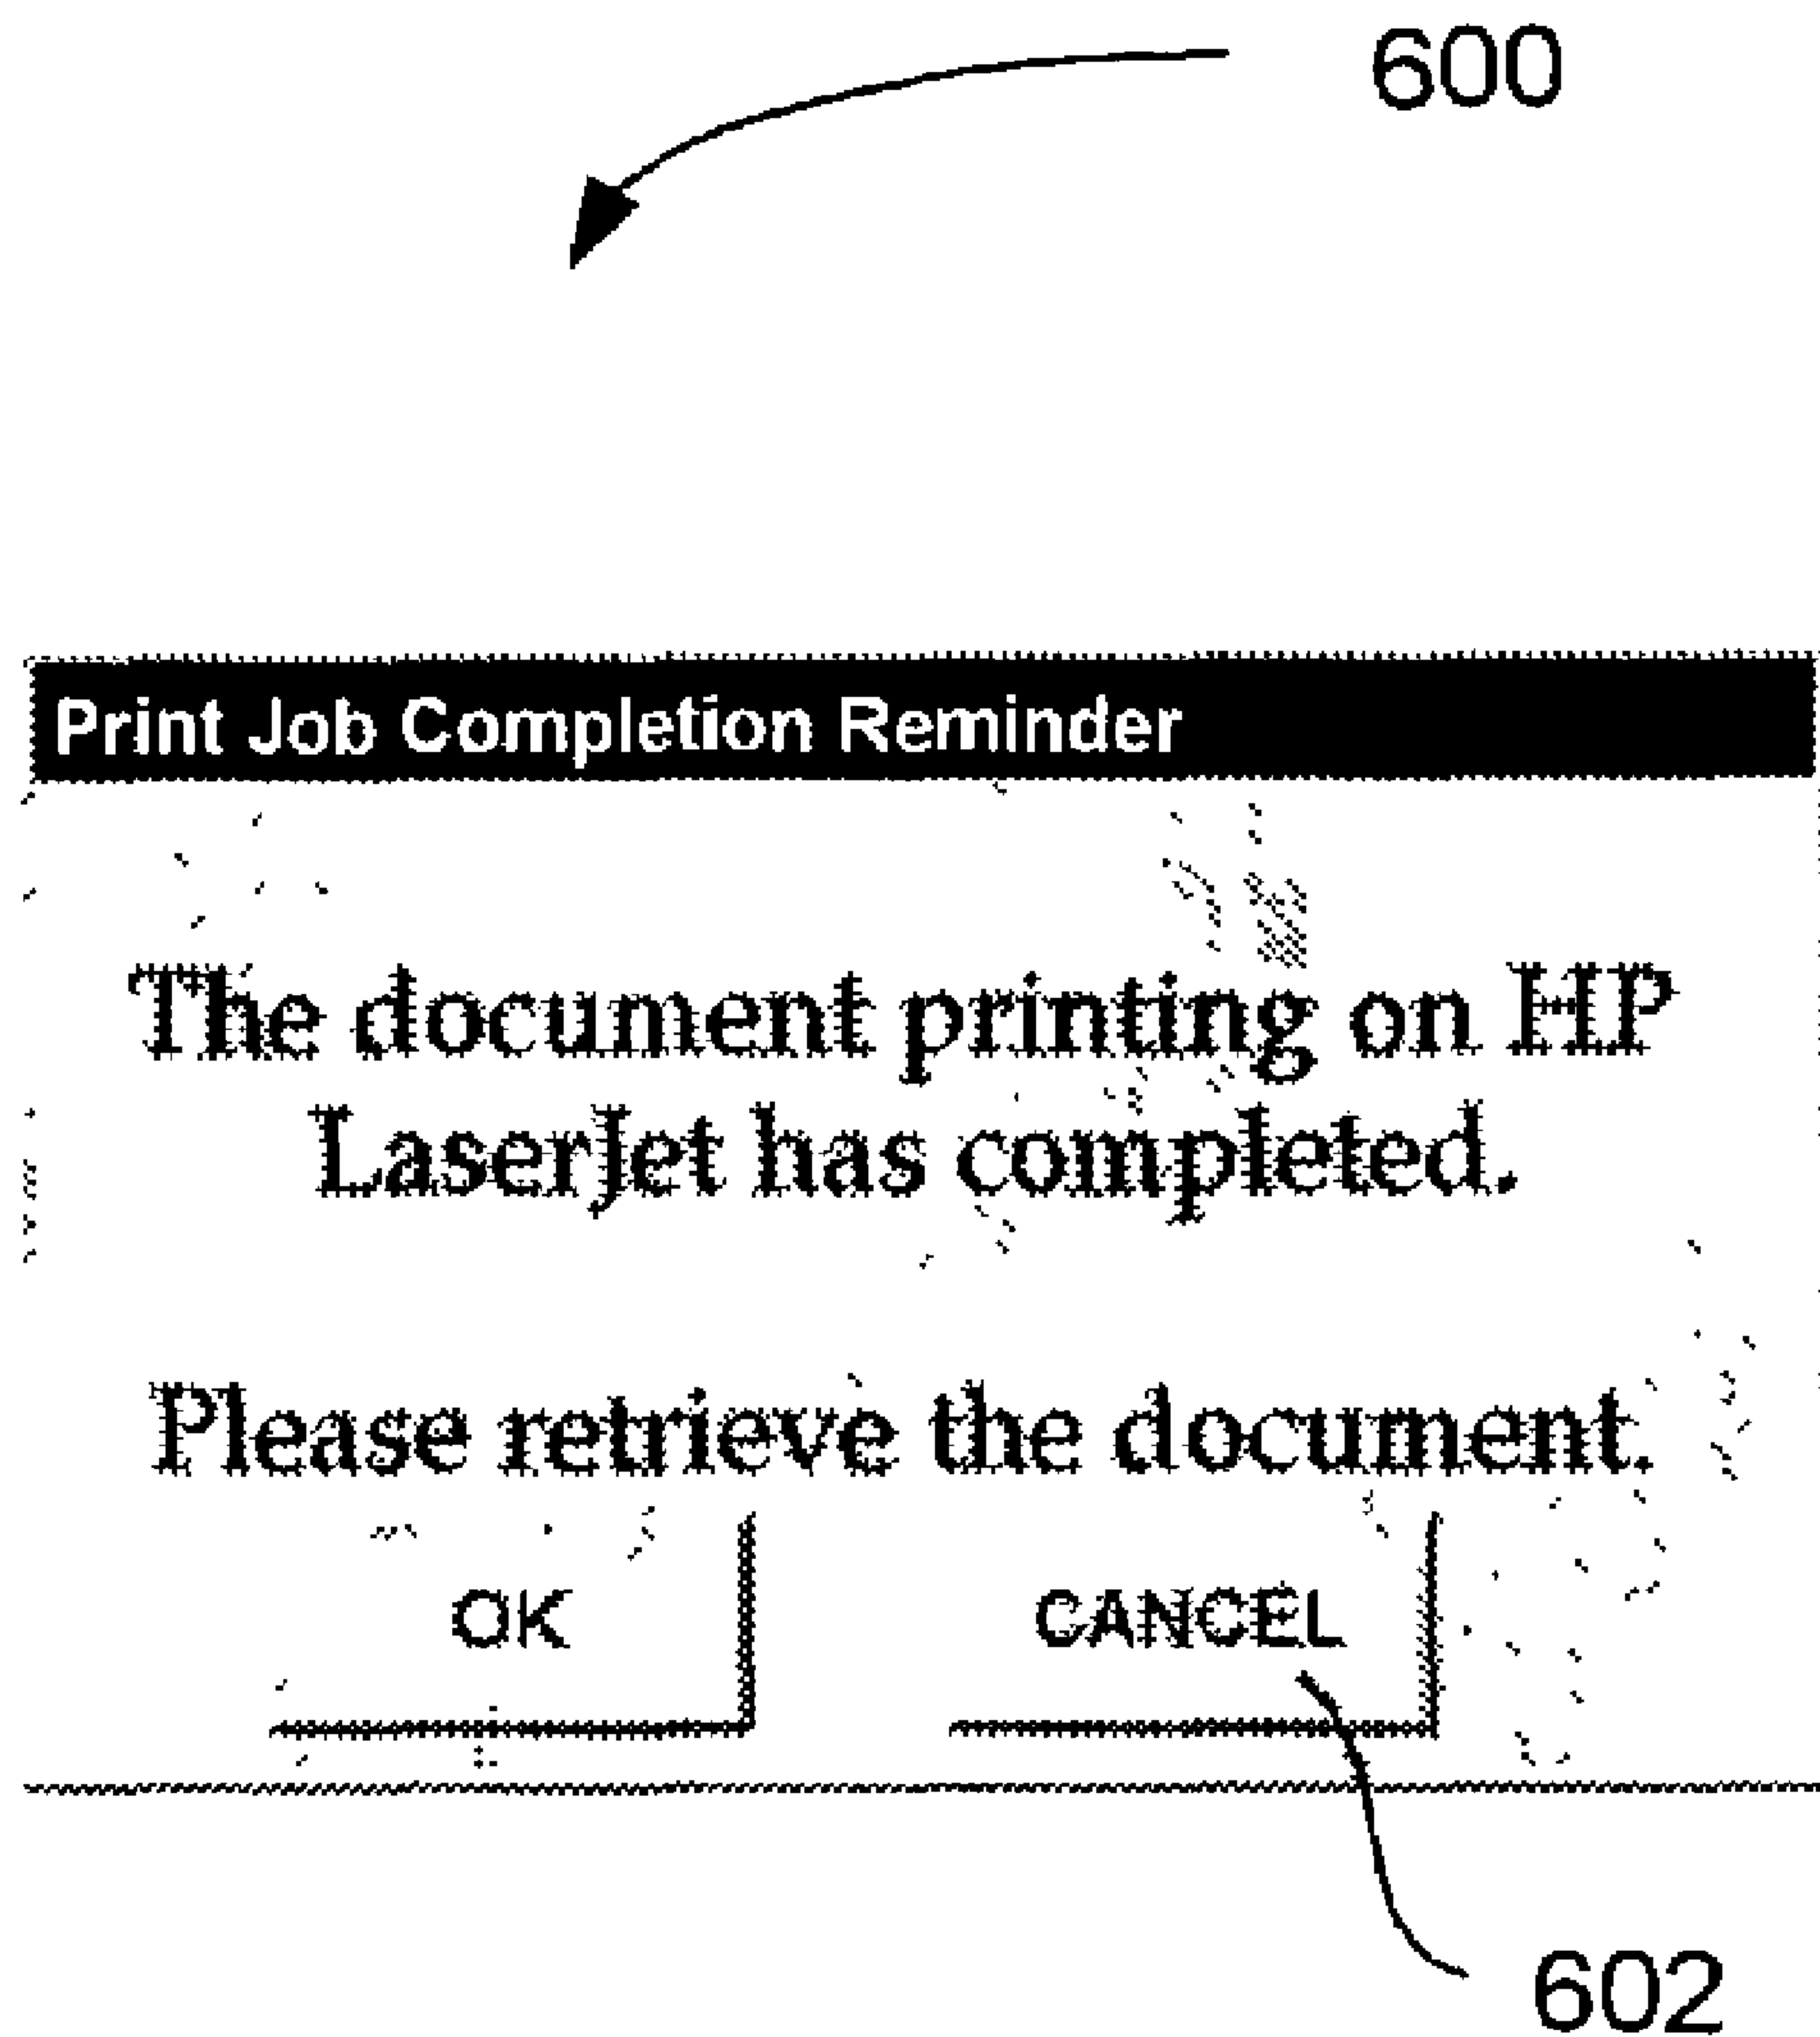 600
Print Job Completion Reminder
The document printing on HP
LaserJet has completed.
Please retrieve the document.
OK CANCEL
602